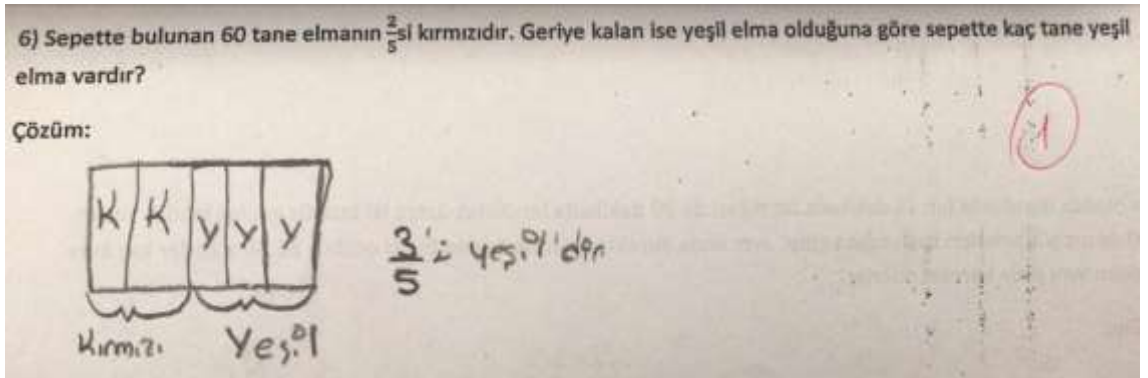 6) Sepette bulunan 60 tane elmanın 2/5 si kırmızıdır. Geriye kalan ise yeşil elma olduğuna göre sepette kaç tane yeşil
elma vardır?
Çözüm:
1
K K Y Y Y
3/5 'i yeşil'dir
Kırmızı Yeşil